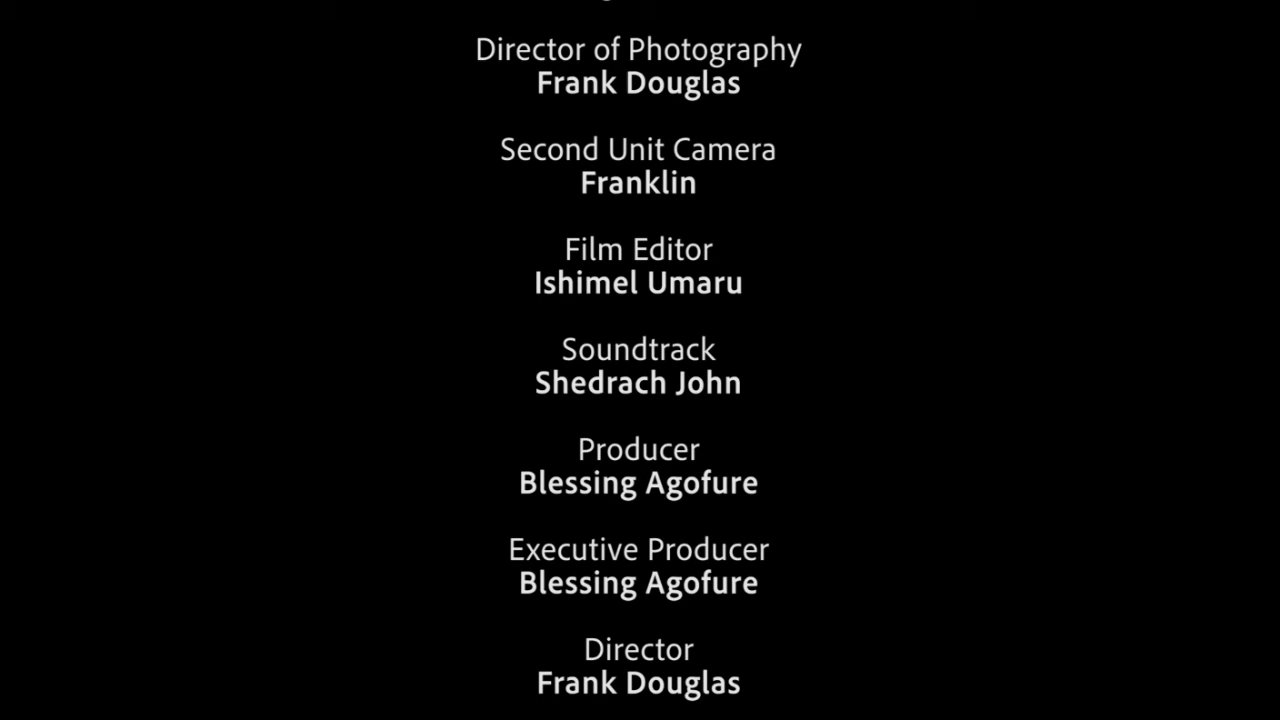 Director of Photography
Frank Douglas
Second Unit Camera
Franklin
Film Editor
Ishimel Umaru
Soundtrack
Shedrach John
Producer
Blessing Agofure
Executive Producer
Blessing Agofure
Director
Frank Douglas